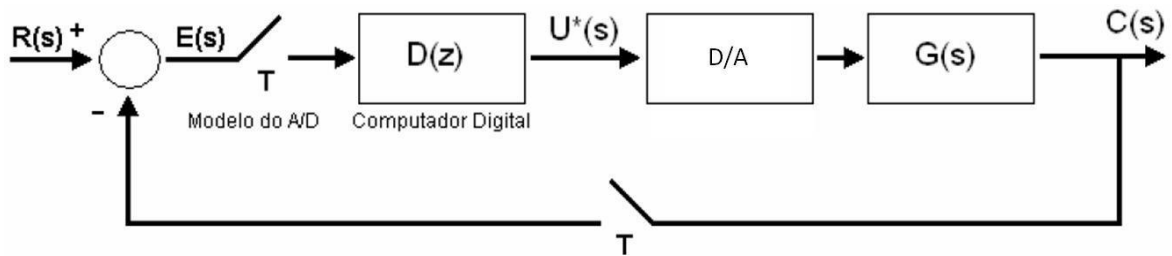 R(s) + E(s) T D(z) U*(s) D/A G(s) C(s)
-
Modelo do A/D Computador Digital
T